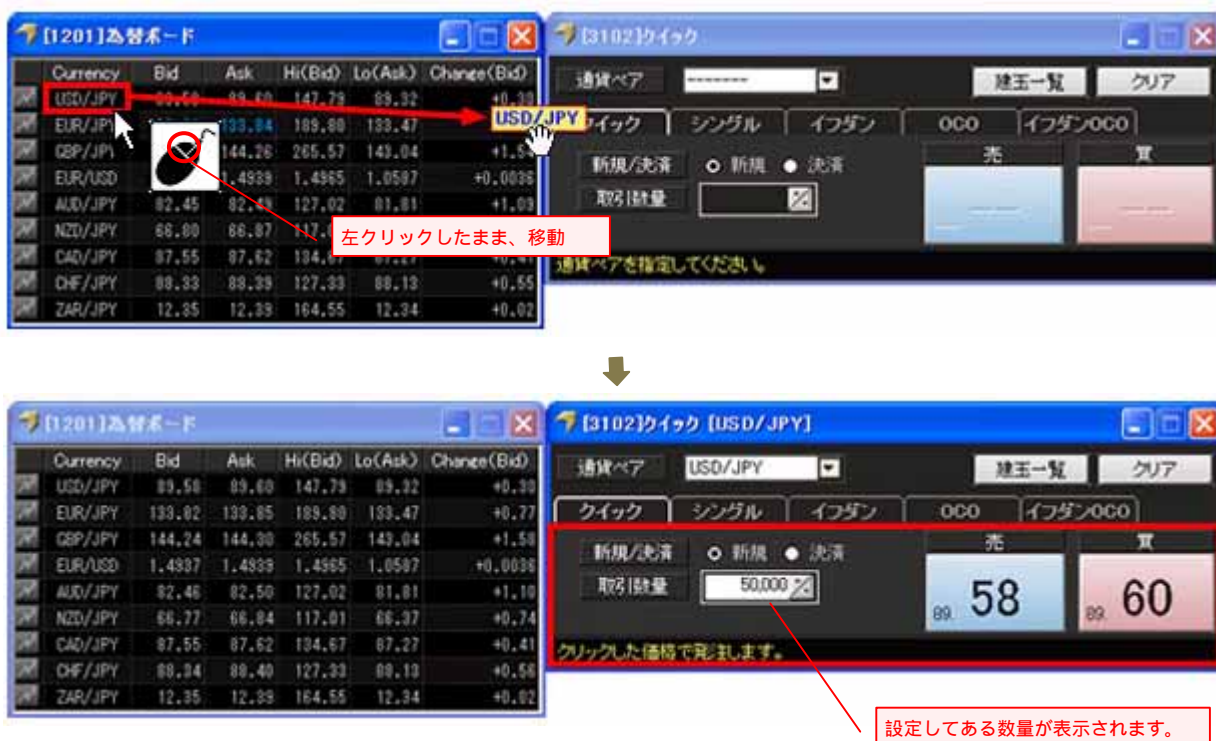 [1201]為替ボード
Currency Bid Ask Hi(Bid) Lo(Ask) Change(Bid)
USD/JPY 89.60 147.79 89.32 +0.39
EUR/JPY 133.84 189.80 133.47
GBP/JPY 144.26 265.57 143.04 +1.54
EUR/USD 1.4939 1.4965 1.0587 +0.0036
AUD/JPY 82.45 82.49 127.02 81.81 +1.09
NZD/JPY 66.80 66.87
CAD/JPY 87.55 87.62
CHF/JPY 88.33 88.39 127.33 88.13 +0.55
ZAR/JPY 12.35 12.39 164.55 12.34 +0.02
USD/JPY
左クリックしたまま、移動
[3102]クイック
通貨ペア ------- 建玉一覧 クリア
クイック シングル イフダン OCO イフダンOCO
新規/決済 新規 決済 売 買
取引数量
通貨ペアを指定してください。
[1201]為替ボード
Currency Bid Ask Hi(Bid) Lo(Ask) Change(Bid)
USD/JPY 89.58 89.60 147.79 89.32 +0.38
EUR/JPY 133.82 133.85 189.80 133.47 +0.77
GBP/JPY 144.24 144.30 265.57 143.04 +1.58
EUR/USD 1.4937 1.4939 1.4965 1.0587 +0.0036
AUD/JPY 82.46 82.50 127.02 81.81 +1.10
NZD/JPY 66.77 66.84 117.01 66.37 +0.74
CAD/JPY 87.55 87.62 134.67 87.27 +0.41
CHF/JPY 88.34 88.40 127.33 88.13 +0.56
ZAR/JPY 12.35 12.39 164.55 12.34 +0.02
[3102]クイック [USD/JPY]
通貨ペア USD/JPY 建玉一覧 クリア
クイック シングル イフダン OCO イフダンOCO
新規/決済 新規 決済 売 買
取引数量 50,000 89. 58 89. 60
クリックした価格で発注します。
設定してある数量が表示されます。